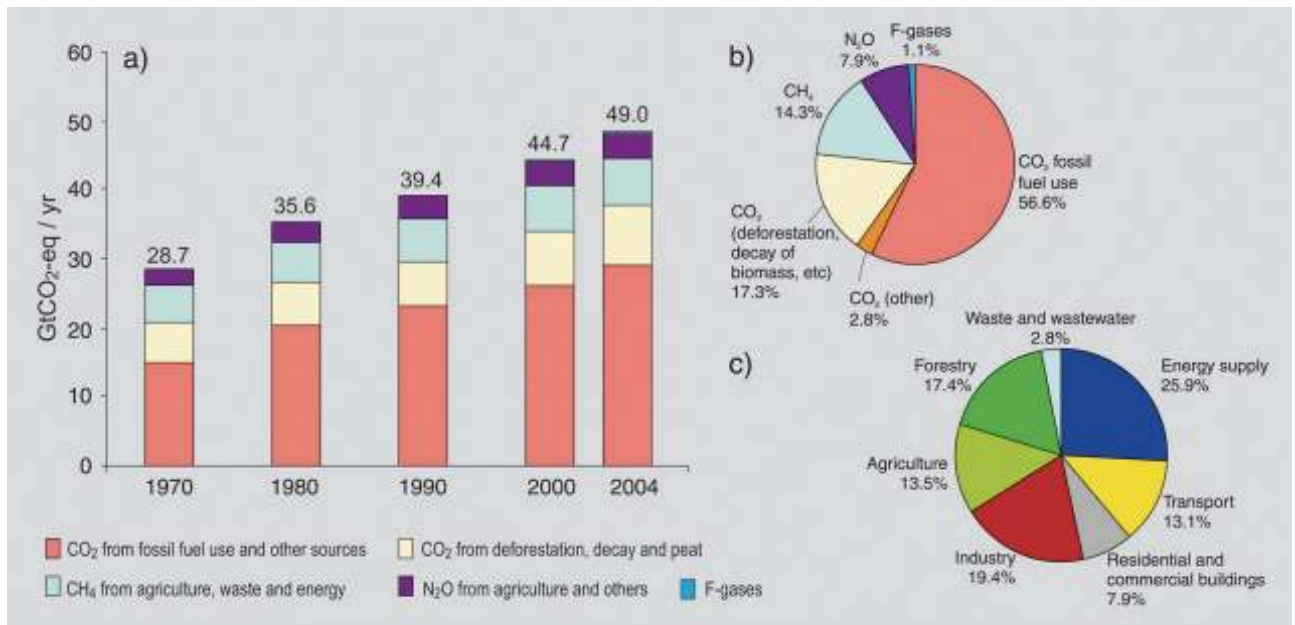 a)
GtCO₂-eq / yr
60
50
40
30
20
10
0
28.7
35.6
39.4
44.7
49.0
1970
1980
1990
2000
2004
CO₂ from fossil fuel use and other sources
CO₂ from deforestation, decay and peat
CH₄ from agriculture, waste and energy
N₂O from agriculture and others
F-gases
b)
F-gases
1.1%
N₂O
7.9%
CH₄
14.3%
CO₂ fossil
fuel use
56.6%
CO₂
(deforestation,
decay of
biomass, etc)
17.3%
CO₂ (other)
2.8%
c)
Waste and wastewater
2.8%
Forestry
17.4%
Energy supply
25.9%
Agriculture
13.5%
Transport
13.1%
Industry
19.4%
Residential and
commercial buildings
7.9%